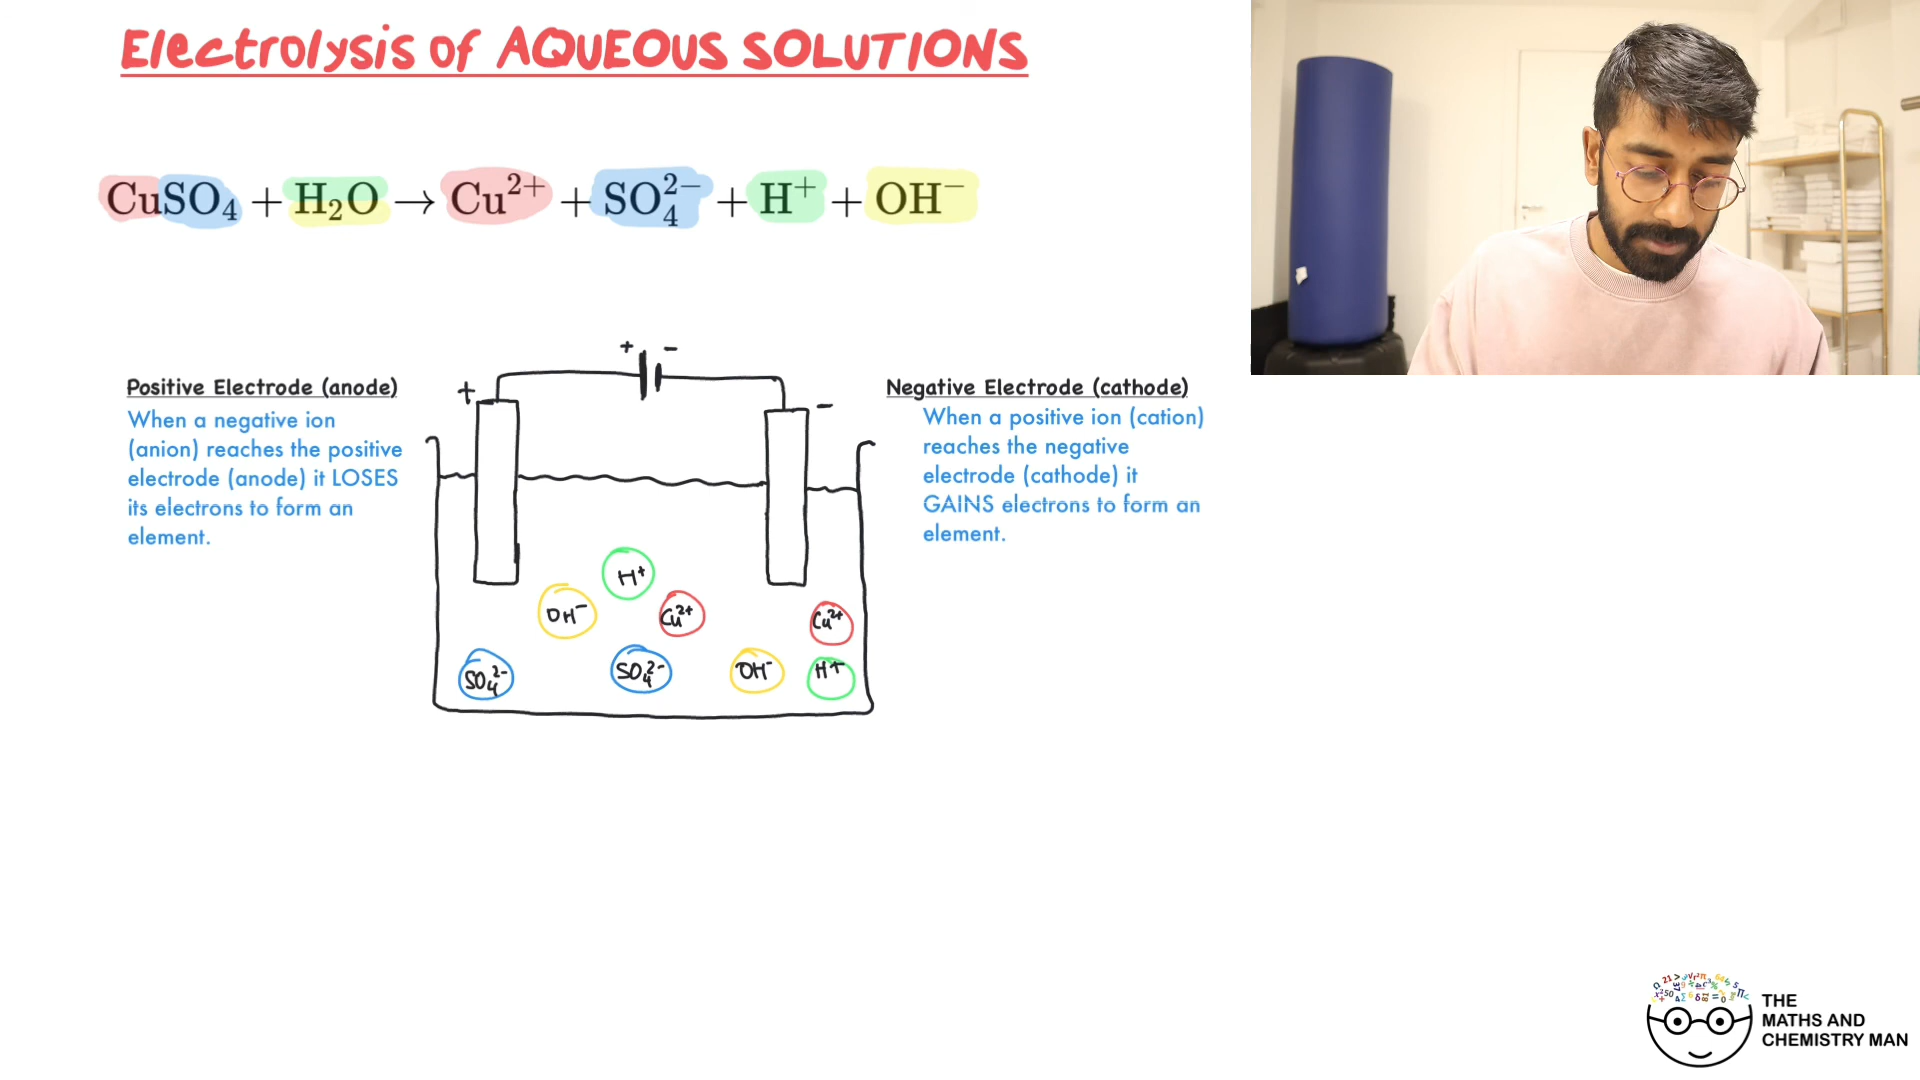 Electrolysis of AQUEOUS SOLUTIONS
CuSO₄ + H₂O → Cu²⁺ + SO₄²⁻ + H⁺ + OH⁻
+ -
Positive Electrode (anode)
When a negative ion
(anion) reaches the positive
electrode (anode) it LOSES
its electrons to form an
element.
+
-
Negative Electrode (cathode)
When a positive ion (cation)
reaches the negative
electrode (cathode) it
GAINS electrons to form an
element.
H⁺
OH⁻
Cu²⁺
Cu²⁺
SO₄²⁻
SO₄²⁻
OH⁻
H⁺
THE
MATHS AND
CHEMISTRY MAN